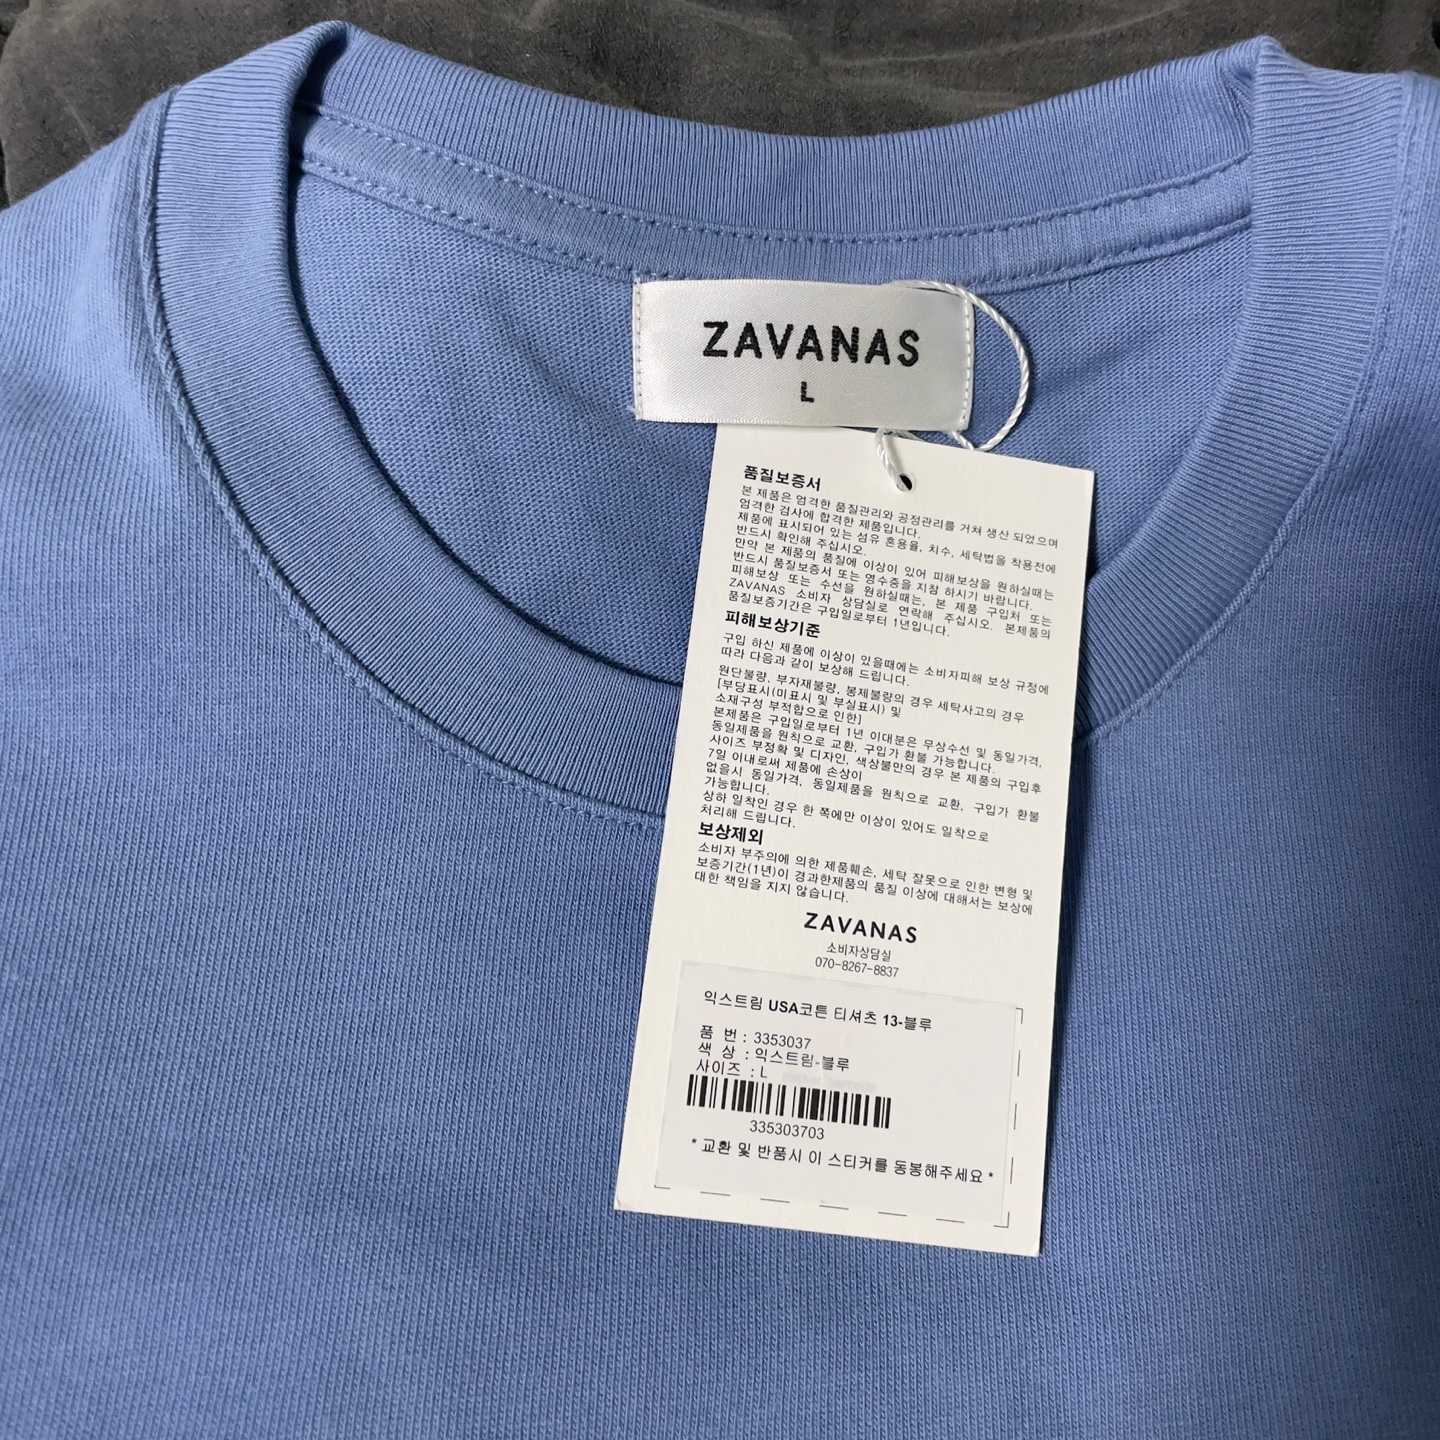 ZAVANAS
L
품질보증서
본 제품은 엄격한 품질관리와 공정관리를 거쳐 생산 되었으며
엄격한 검사에 합격한 제품입니다.
제품에 표시되어 있는 섬유 혼용율, 치수, 세탁법을 착용전에
반드시 확인해 주십시오.
만약 본 제품의 품질에 이상이 있어 피해보상을 원하실때는
반드시 품질보증서 또는 영수증을 지참 하시기 바랍니다.
피해보상 또는 수선을 원하실때는, 본 제품 구입처 또는
ZAVANAS 소비자 상담실로 연락해 주십시오. 본제품의
품질보증기간은 구입일로부터 1년입니다.
피해보상기준
구입 하신 제품에 이상이 있을때에는 소비자피해 보상 규정에
따라 다음과 같이 보상해 드립니다.
원단불량, 부자재불량, 봉제불량의 경우 세탁사고의 경우
[부당표시(미표시 및 부실표시) 및
소재구성 부적합으로 인한]
본제품은 구입일로부터 1년 이대분은 무상수선 및 동일가격,
동일제품을 원칙으로 교환, 구입가 환불 가능합니다.
사이즈 부정확 및 디자인, 색상불만의 경우 본 제품의 구입후
7일 이내로써 제품에 손상이
없을시 동일가격, 동일제품을 원칙으로 교환, 구입가 환불
가능합니다.
상하 일착인 경우 한 쪽에만 이상이 있어도 일착으로
처리해 드립니다.
보상제외
소비자 부주의에 의한 제품훼손, 세탁 잘못으로 인한 변형 및
보증기간(1년)이 경과한제품의 품질 이상에 대해서는 보상에
대한 책임을 지지 않습니다.
ZAVANAS
소비자상담실
070-8267-8837
익스트림 USA코튼 티셔츠 13-블루
품 번 : 3353037
색 상 : 익스트림-블루
사이즈 : L
335303703
* 교환 및 반품시 이 스티커를 동봉해주세요 *